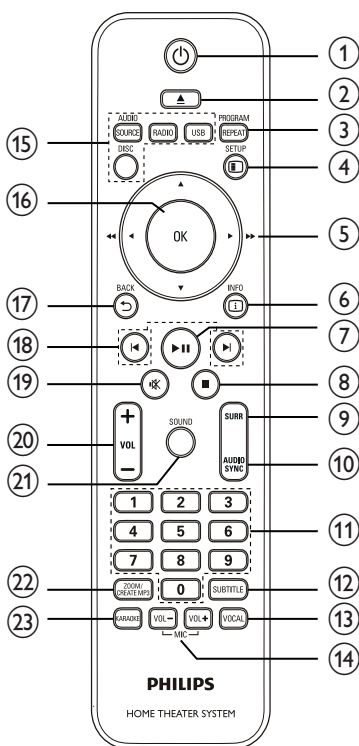 1
2
AUDIO PROGRAM
SOURCE RADIO USB REPEAT 3
15 DISC SETUP
4
16
OK 5
BACK INFO
17 6
18 7
19 8
20 + VOL − SOUND SURR 9
21 AUDIO SYNC 10
1 2 3
4 5 6 11
7 8 9
22 ZOOM/ CREATE MP3 0 SUBTITLE 12
23 KARAOKE VOL− VOL+ VOCAL 13
MIC 14
PHILIPS
HOME THEATER SYSTEM